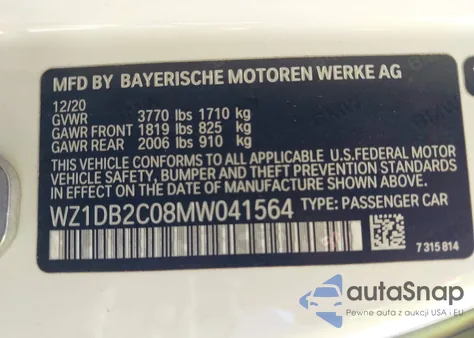 MFD BY BAYERISCHE MOTOREN WERKE AG
12/20
GVWR 3770 lbs 1710 kg
GAWR FRONT 1819 lbs 825 kg
GAWR REAR 2006 lbs 910 kg
THIS VEHICLE CONFORMS TO ALL APPLICABLE U.S.FEDERAL MOTOR
VEHICLE SAFETY, BUMPER AND THEFT PREVENTION STANDARDS
IN EFFECT ON THE DATE OF MANUFACTURE SHOWN ABOVE.
WZ1DB2C08MW041564 TYPE: PASSENGER CAR
7 315 814
autoSnap
Pewne auta z aukcji USA i EU